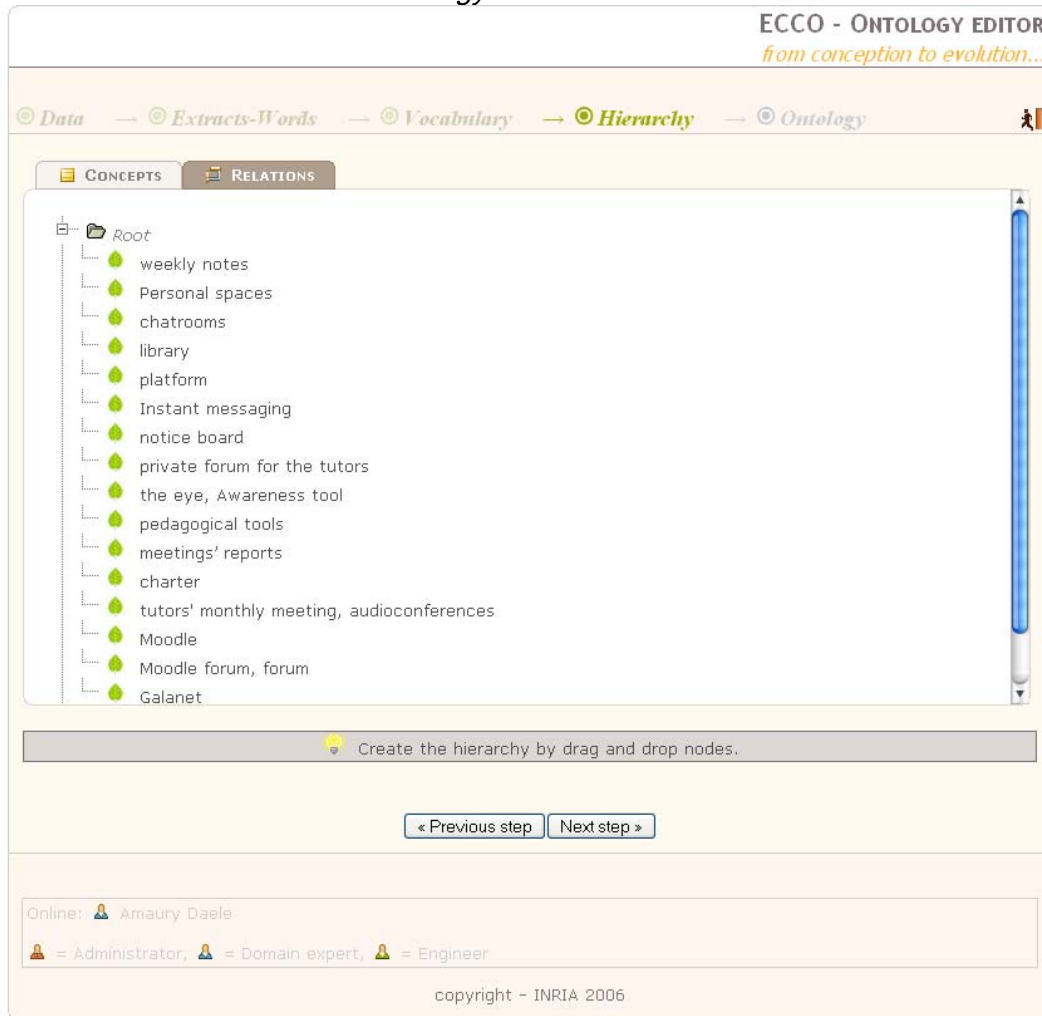 gy
ECCO - ONTOLOGY EDITOR
from conception to evolution...
Data → Extracts-Words → Vocabulary → Hierarchy → Ontology
CONCEPTS RELATIONS
Root
weekly notes
Personal spaces
chatrooms
library
platform
Instant messaging
notice board
private forum for the tutors
the eye, Awareness tool
pedagogical tools
meetings' reports
charter
tutors' monthly meeting, audioconferences
Moodle
Moodle forum, forum
Galanet
Create the hierarchy by drag and drop nodes.
« Previous step Next step »
Online: Amaury Daele
= Administrator, = Domain expert, = Engineer
copyright - INRIA 2006